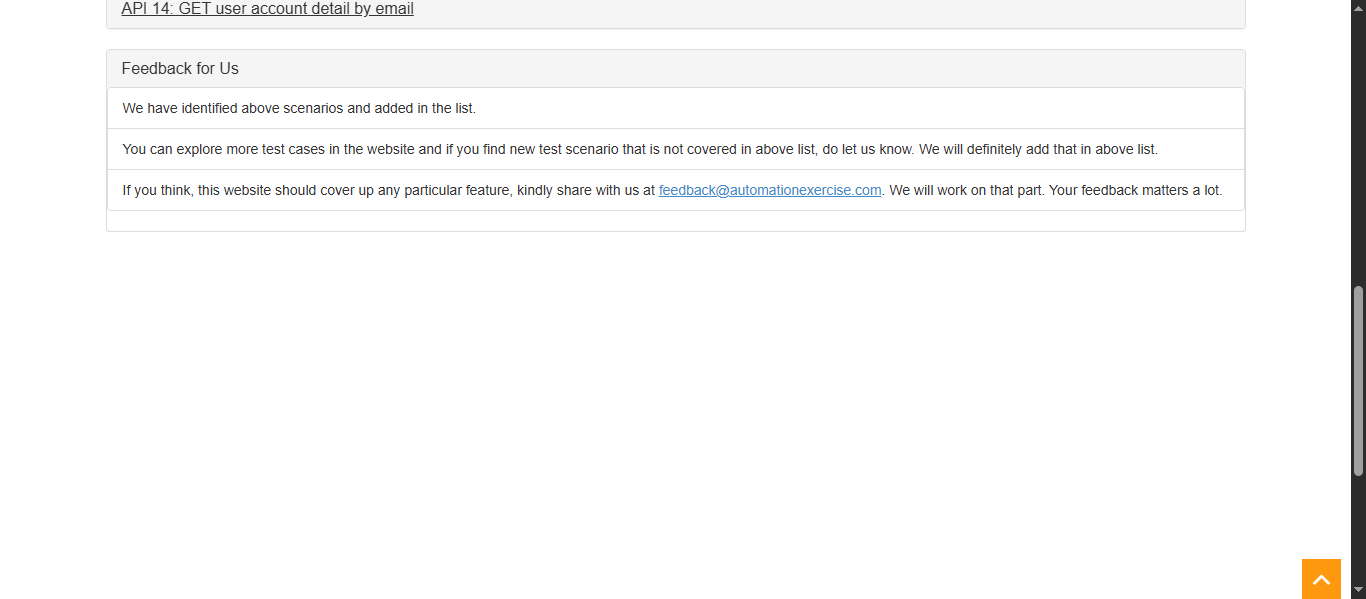 API 14: GET user account detail by email
Feedback for Us
We have identified above scenarios and added in the list.
You can explore more test cases in the website and if you find new test scenario that is not covered in above list, do let us know. We will definitely add that in above list.
If you think, this website should cover up any particular feature, kindly share with us at feedback@automationexercise.com. We will work on that part. Your feedback matters a lot.